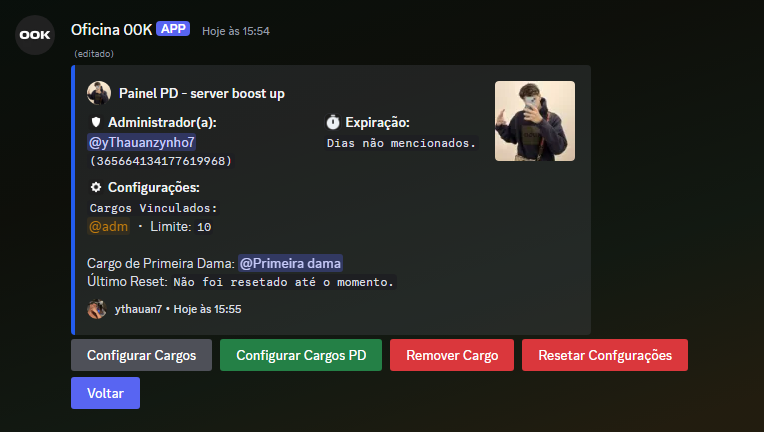 OOK
Oficina 00K APP Hoje às 15:54
(editado)
Painel PD - server boost up
Administrador(a):
@yThauanzynho7
(365664134177619968)
Expiração:
Dias não mencionados.
Configurações:
Cargos Vinculados:
@adm · Limite: 10
Cargo de Primeira Dama: @Primeira dama
Último Reset: Não foi resetado até o momento.
ythauan7 • Hoje às 15:55
Configurar Cargos Configurar Cargos PD Remover Cargo Resetar Confgurações
Voltar